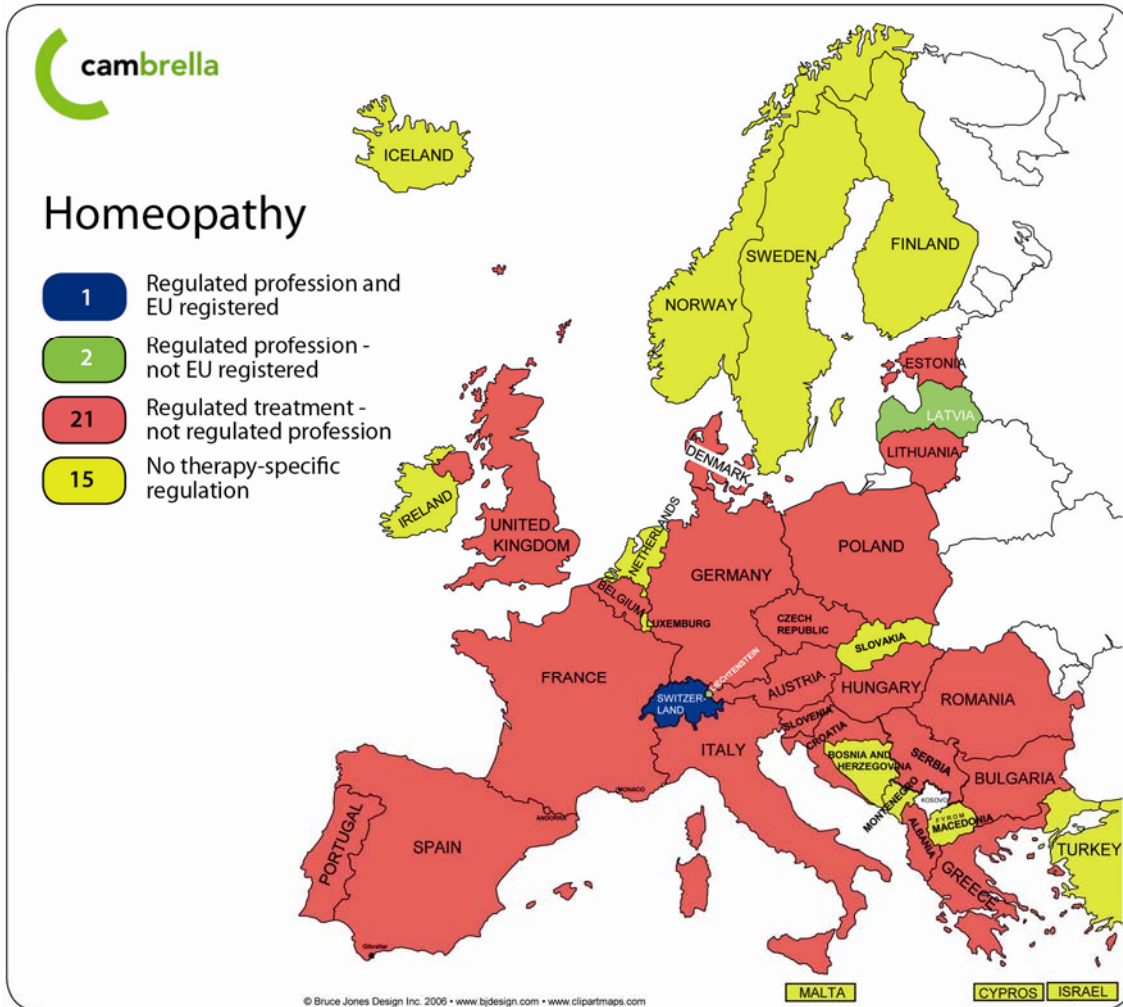 cambrella
Homeopathy
1 Regulated profession and
EU registered
2 Regulated profession -
not EU registered
21 Regulated treatment -
not regulated profession
15 No therapy-specific
regulation
ICELAND
FINLAND
SWEDEN
NORWAY
ESTONIA
LATVIA
LITHUANIA
DENMARK
IRELAND
UNITED
KINGDOM
NETHERLANDS
POLAND
GERMANY
BELGIUM
LUXEMBURG
CZECH
REPUBLIC
SLOVAKIA
LIECHTENSTEIN
FRANCE
SWITZER-
LAND
AUSTRIA
HUNGARY
ROMANIA
SLOVENIA
CROATIA
ITALY
BOSNIA AND
HERZEGOVINA
SERBIA
BULGARIA
MONACO
MONTENEGRO
KOSOVO
FYROM
MACEDONIA
ANDORRA
ALBANIA
PORTUGAL
SPAIN
TURKEY
GREECE
Gibraltar
MALTA
CYPROS
ISRAEL
© Bruce Jones Design Inc. 2006 • www.bjdesign.com • www.clipartmaps.com